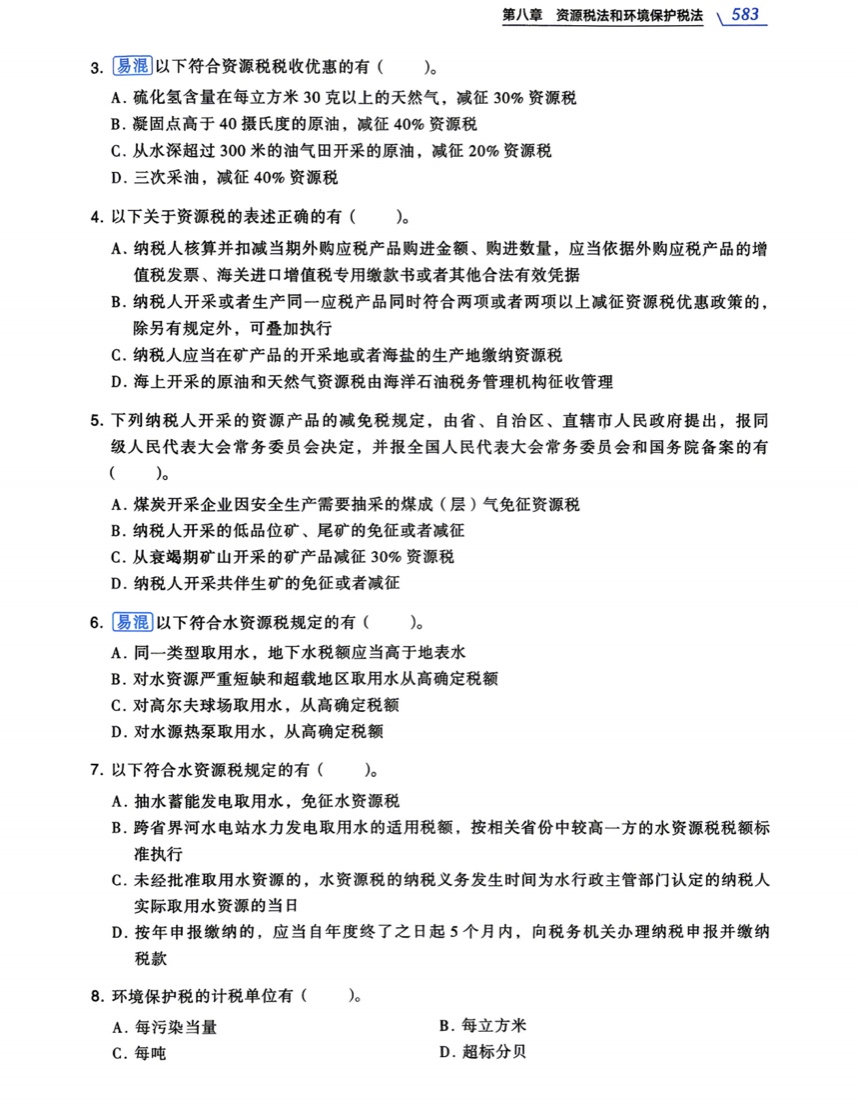 第八章 资源税法和环境保护税法 583
3. 易混 以下符合资源税税收优惠的有（　　）。
A. 硫化氢含量在每立方米 30 克以上的天然气，减征 30% 资源税
B. 凝固点高于 40 摄氏度的原油，减征 40% 资源税
C. 从水深超过 300 米的油气田开采的原油，减征 20% 资源税
D. 三次采油，减征 40% 资源税
4. 以下关于资源税的表述正确的有（　　）。
A. 纳税人核算并扣减当期外购应税产品购进金额、购进数量，应当依据外购应税产品的增
值税发票、海关进口增值税专用缴款书或者其他合法有效凭据
B. 纳税人开采或者生产同一应税产品同时符合两项或者两项以上减征资源税优惠政策的，
除另有规定外，可叠加执行
C. 纳税人应当在矿产品的开采地或者海盐的生产地缴纳资源税
D. 海上开采的原油和天然气资源税由海洋石油税务管理机构征收管理
5. 下列纳税人开采的资源产品的减免税规定，由省、自治区、直辖市人民政府提出，报同
级人民代表大会常务委员会决定，并报全国人民代表大会常务委员会和国务院备案的有
（　　）。
A. 煤炭开采企业因安全生产需要抽采的煤成（层）气免征资源税
B. 纳税人开采的低品位矿、尾矿的免征或者减征
C. 从衰竭期矿山开采的矿产品减征 30% 资源税
D. 纳税人开采共伴生矿的免征或者减征
6. 易混 以下符合水资源税规定的有（　　）。
A. 同一类型取用水，地下水税额应当高于地表水
B. 对水资源严重短缺和超载地区取用水从高确定税额
C. 对高尔夫球场取用水，从高确定税额
D. 对水源热泵取用水，从高确定税额
7. 以下符合水资源税规定的有（　　）。
A. 抽水蓄能发电取用水，免征水资源税
B. 跨省界河水电站水力发电取用水的适用税额，按相关省份中较高一方的水资源税税额标
准执行
C. 未经批准取用水资源的，水资源税的纳税义务发生时间为水行政主管部门认定的纳税人
实际取用水资源的当日
D. 按年申报缴纳的，应当自年度终了之日起 5 个月内，向税务机关办理纳税申报并缴纳
税款
8. 环境保护税的计税单位有（　　）。
A. 每污染当量 B. 每立方米
C. 每吨 D. 超标分贝